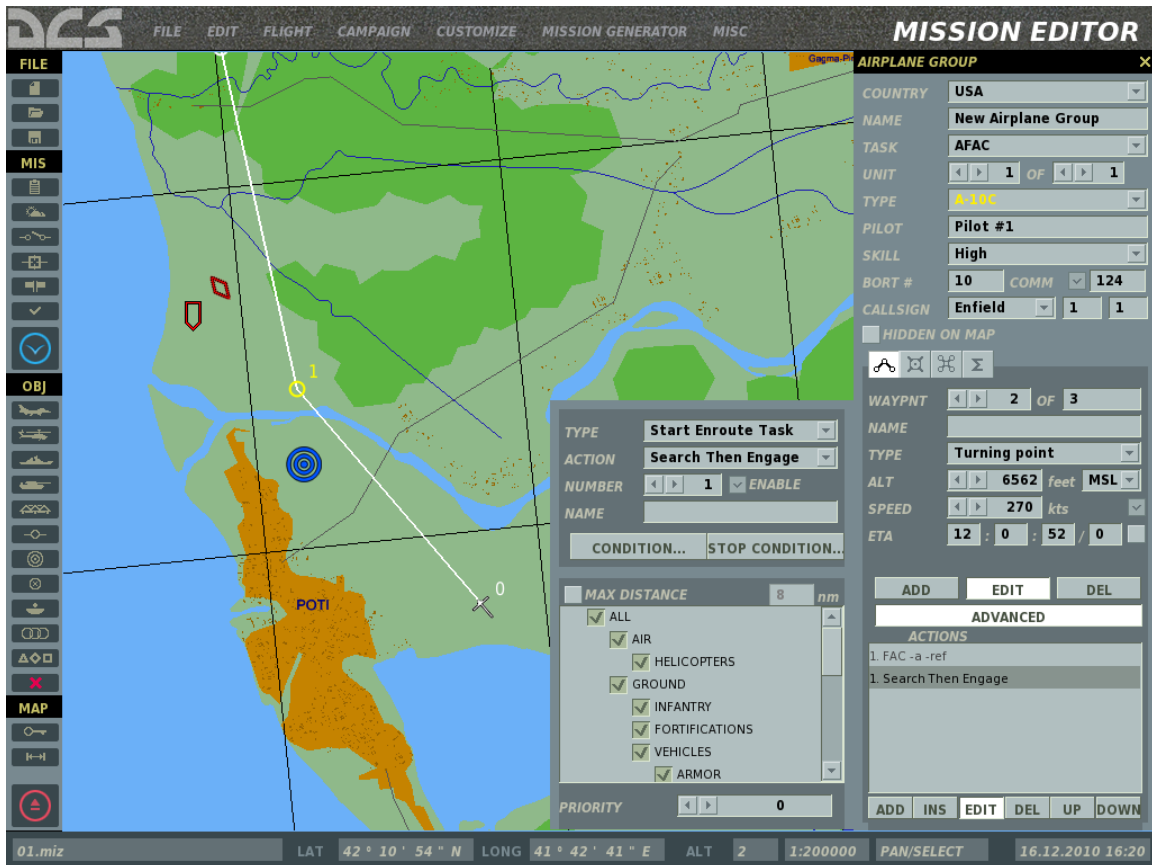 DCS FILE EDIT FLIGHT CAMPAIGN CUSTOMIZE MISSION GENERATOR MISC MISSION EDITOR
FILE
MIS
OBJ
MAP
Gagma-Pi
1
0
POTI
TYPE Start Enroute Task
ACTION Search Then Engage
NUMBER 1 ENABLE
NAME
CONDITION... STOP CONDITION...
MAX DISTANCE 8 nm
ALL
AIR
HELICOPTERS
GROUND
INFANTRY
FORTIFICATIONS
VEHICLES
ARMOR
PRIORITY 0
AIRPLANE GROUP X
COUNTRY USA
NAME New Airplane Group
TASK AFAC
UNIT 1 OF 1
TYPE A-10C
PILOT Pilot #1
SKILL High
BORT # 10 COMM 124
CALLSIGN Enfield 1 1
HIDDEN ON MAP
Σ
WAYPNT 2 OF 3
NAME
TYPE Turning point
ALT 6562 feet MSL
SPEED 270 kts
ETA 12 : 0 : 52 / 0
ADD EDIT DEL
ADVANCED
ACTIONS
1. FAC -a -ref
1. Search Then Engage
ADD INS EDIT DEL UP DOWN
01.miz LAT 42 ° 10 ' 54 " N LONG 41 ° 42 ' 41 " E ALT 2 1:200000 PAN/SELECT 16.12.2010 16:20